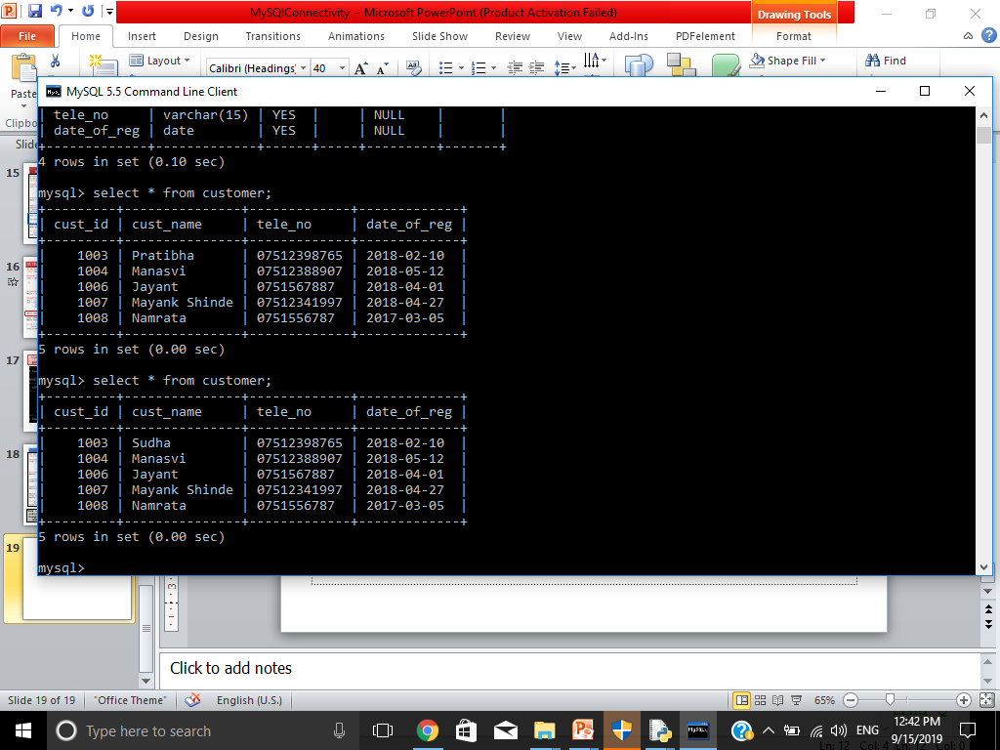 MySQlConnectivity - Microsoft PowerPoint (Product Activation Failed)
Drawing Tools
File Home Insert Design Transitions Animations Slide Show Review View Add-Ins PDFelement Format
Paste
Layout
Calibri (Headings)
40
Shape Fill
Find
Clipbo
Slide
MySQL 5.5 Command Line Client
| tele_no | varchar(15) | YES | | NULL | |
| date_of_reg | date | YES | | NULL | |
+-------------+-------------+------+-----+---------+-------+
4 rows in set (0.10 sec)
mysql> select * from customer;
+---------+---------------+-------------+-------------+
| cust_id | cust_name | tele_no | date_of_reg |
+---------+---------------+-------------+-------------+
| 1003 | Pratibha | 07512398765 | 2018-02-10 |
| 1004 | Manasvi | 07512388907 | 2018-05-12 |
| 1006 | Jayant | 0751567887 | 2018-04-01 |
| 1007 | Mayank Shinde | 07512341997 | 2018-04-27 |
| 1008 | Namrata | 0751556787 | 2017-03-05 |
+---------+---------------+-------------+-------------+
5 rows in set (0.00 sec)
mysql> select * from customer;
+---------+---------------+-------------+-------------+
| cust_id | cust_name | tele_no | date_of_reg |
+---------+---------------+-------------+-------------+
| 1003 | Sudha | 07512398765 | 2018-02-10 |
| 1004 | Manasvi | 07512388907 | 2018-05-12 |
| 1006 | Jayant | 0751567887 | 2018-04-01 |
| 1007 | Mayank Shinde | 07512341997 | 2018-04-27 |
| 1008 | Namrata | 0751556787 | 2017-03-05 |
+---------+---------------+-------------+-------------+
5 rows in set (0.00 sec)
mysql>
15
16
17
18
19
3
Click to add notes
Slide 19 of 19
"Office Theme"
English (U.S.)
65%
Type here to search
ENG
12:42 PM
9/15/2019